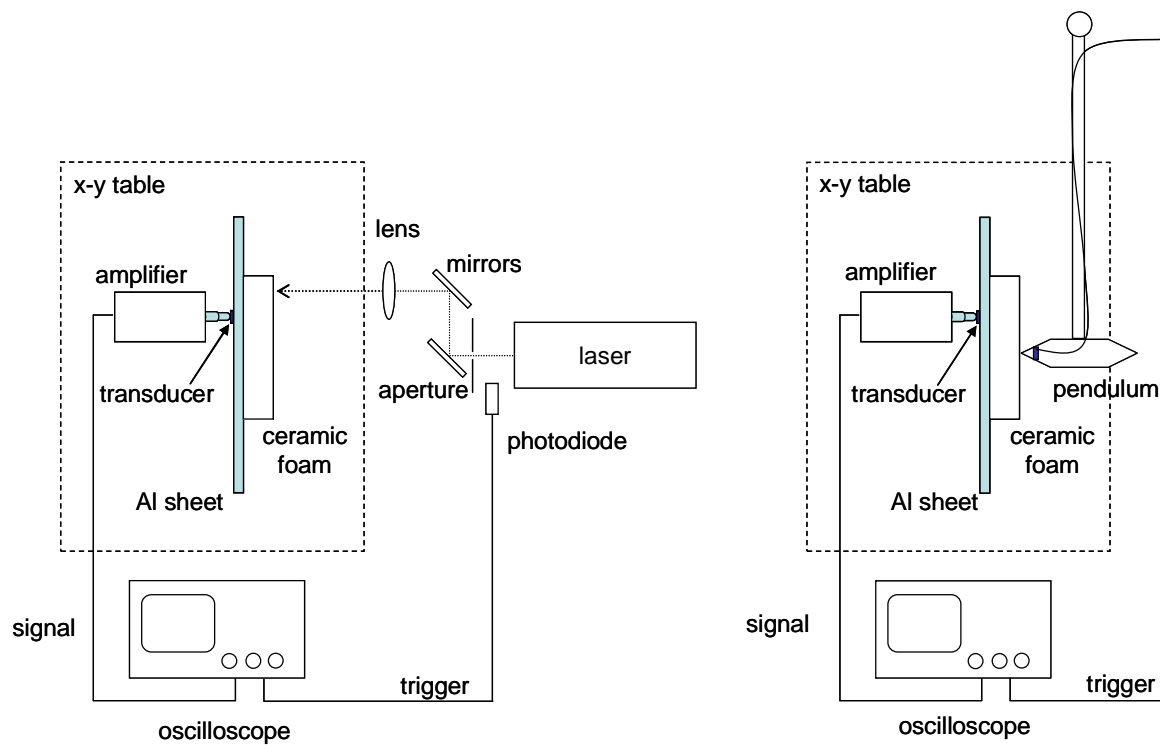 x-y table
lens
mirrors
amplifier
laser
transducer
aperture
photodiode
ceramic
foam
Al sheet
signal
trigger
oscilloscope
x-y table
amplifier
transducer
pendulum
ceramic
foam
Al sheet
signal
trigger
oscilloscope